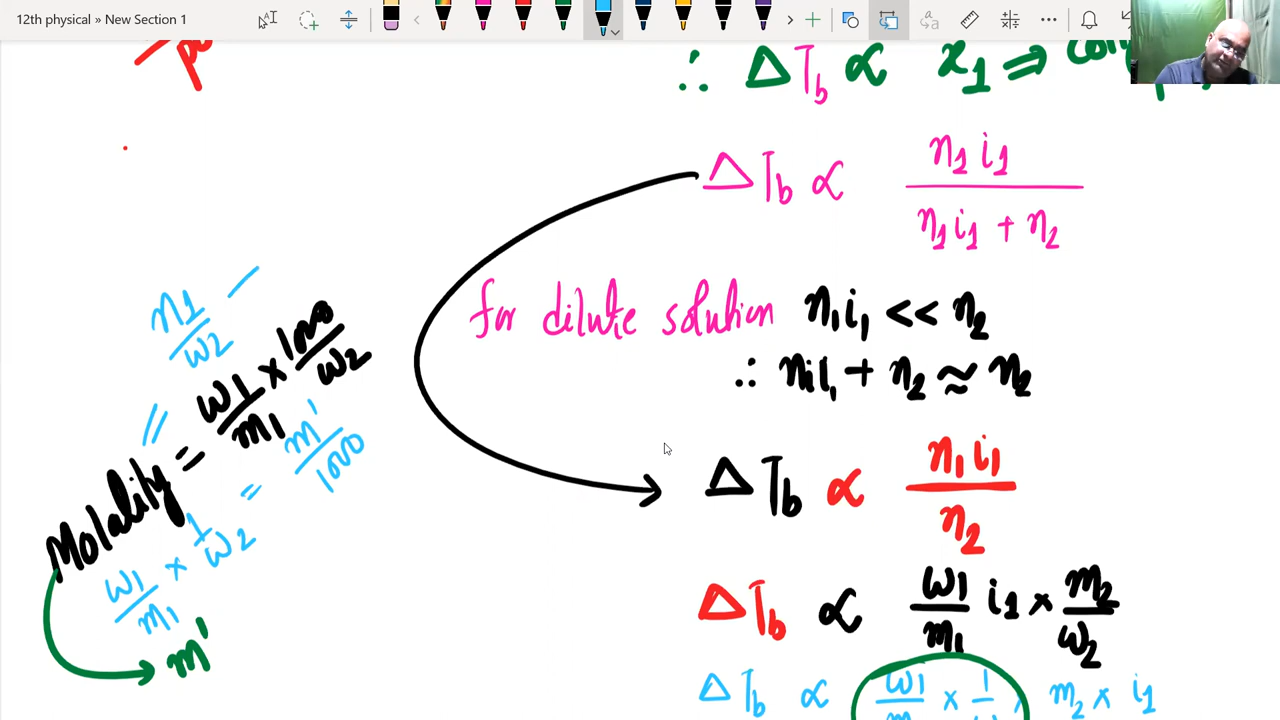 12th physical » New Section 1
∴ ΔTb ∝ x1 ⇒
ΔTb ∝ n1 i1 / n1 i1 + n2
for dilute solution n1 i1 << n2
∴ n1i1 + n2 ≈ n2
ΔTb ∝ n1 i1 / n2
ΔTb ∝ w1/m1 i1 × m2/w2
ΔTb ∝ w1/m × 1/ × m2 × i1
n1/w2 —
=
Molality = w1/m1 × 1000/w2
w1/m1 × 1/w2 = m'/1000
m'